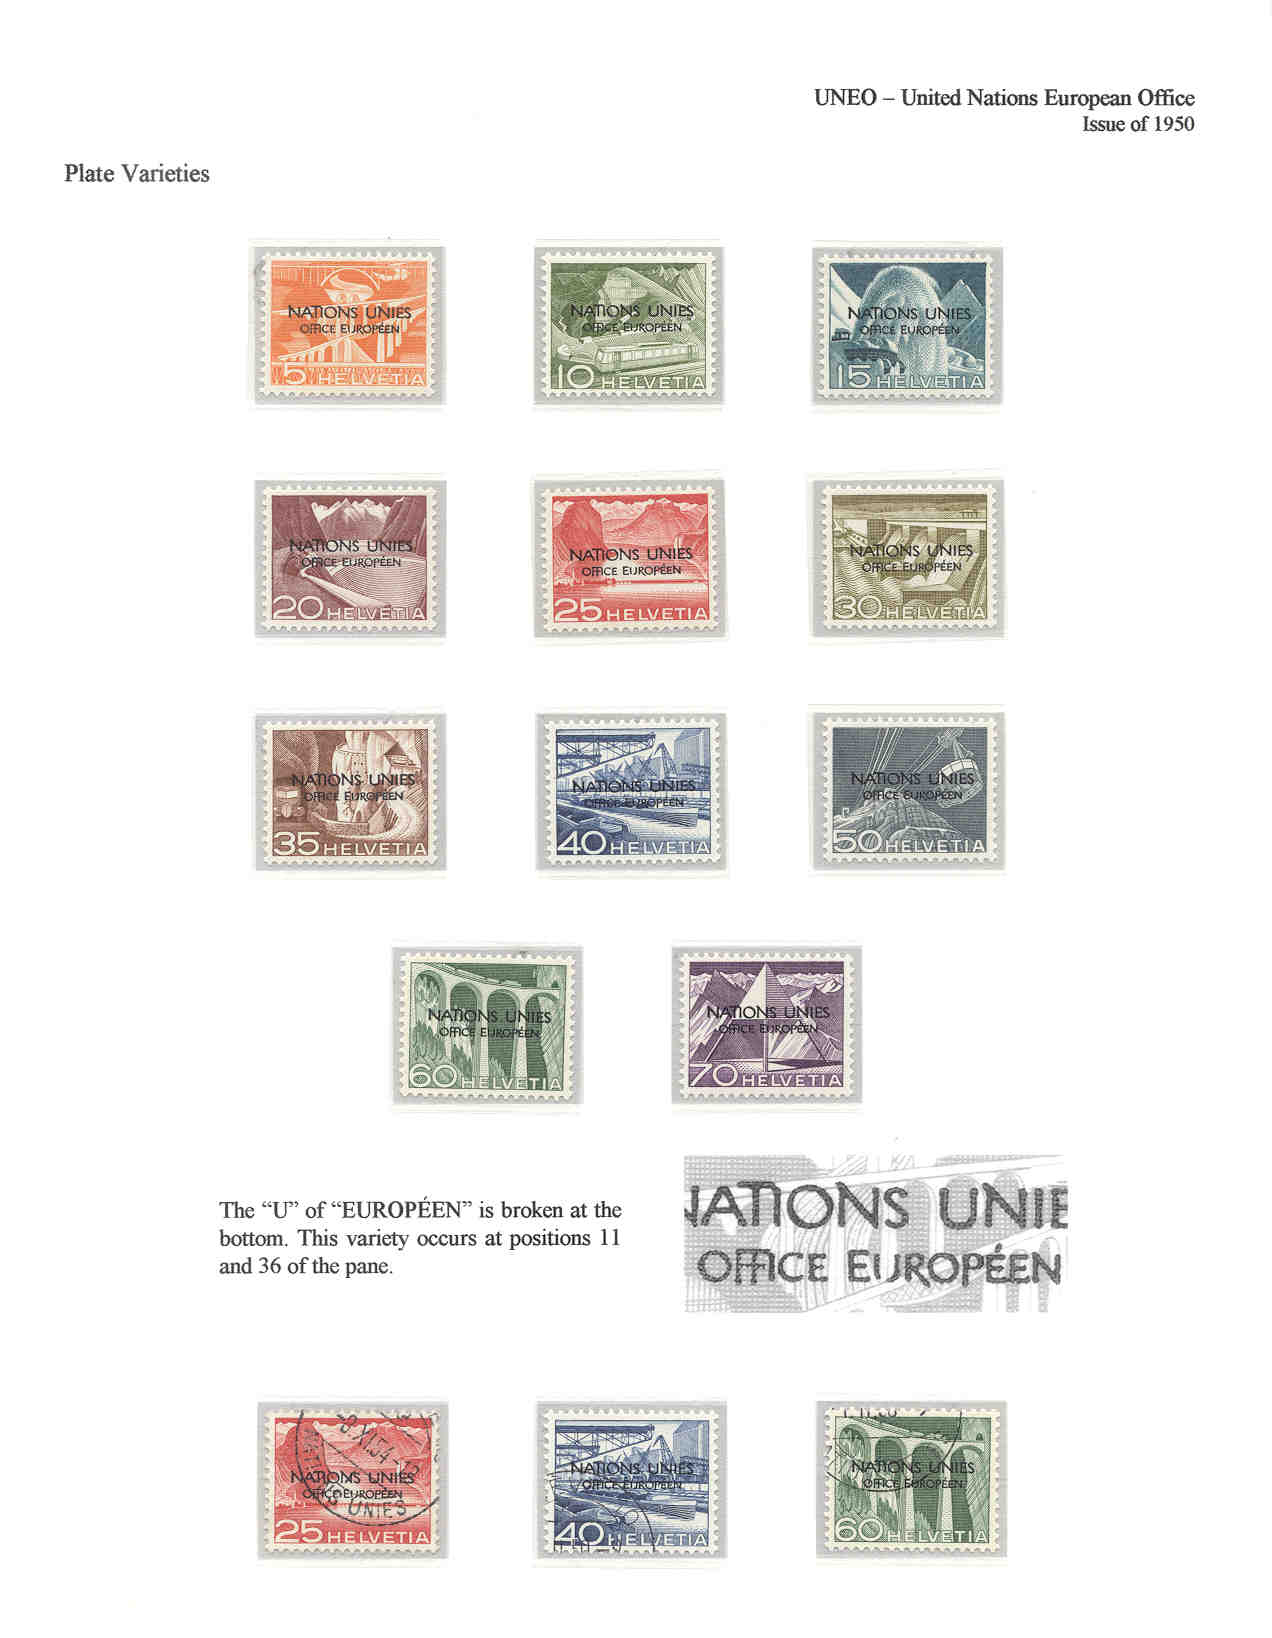 UNEO – United Nations European Office
Issue of 1950
Plate Varieties
NATIONS UNIES
OFFICE EUROPÉEN
5 HELVETIA
NATIONS UNIES
OFFICE EUROPÉEN
10 HELVETIA
NATIONS UNIES
OFFICE EUROPÉEN
15 HELVETIA
NATIONS UNIES
OFFICE EUROPÉEN
20 HELVETIA
NATIONS UNIES
OFFICE EUROPÉEN
25 HELVETIA
NATIONS UNIES
OFFICE EUROPÉEN
30 HELVETIA
NATIONS UNIES
OFFICE EUROPÉEN
35 HELVETIA
NATIONS UNIES
OFFICE EUROPÉEN
40 HELVETIA
NATIONS UNIES
OFFICE EUROPÉEN
50 HELVETIA
NATIONS UNIES
OFFICE EUROPÉEN
60 HELVETIA
NATIONS UNIES
OFFICE EUROPÉEN
70 HELVETIA
The “U” of “EUROPÉEN” is broken at the
bottom. This variety occurs at positions 11
and 36 of the pane.
NATIONS UNIE
OFFICE EUROPÉEN
-8.XI.54-12
NATIONS UNIES
OFFICE EUROPÉEN
UNIES
25 HELVETIA
NATIONS UNIES
OFFICE EUROPÉEN
40 HELVETIA
NATIONS UNIES
OFFICE EUROPÉEN
60 HELVETIA